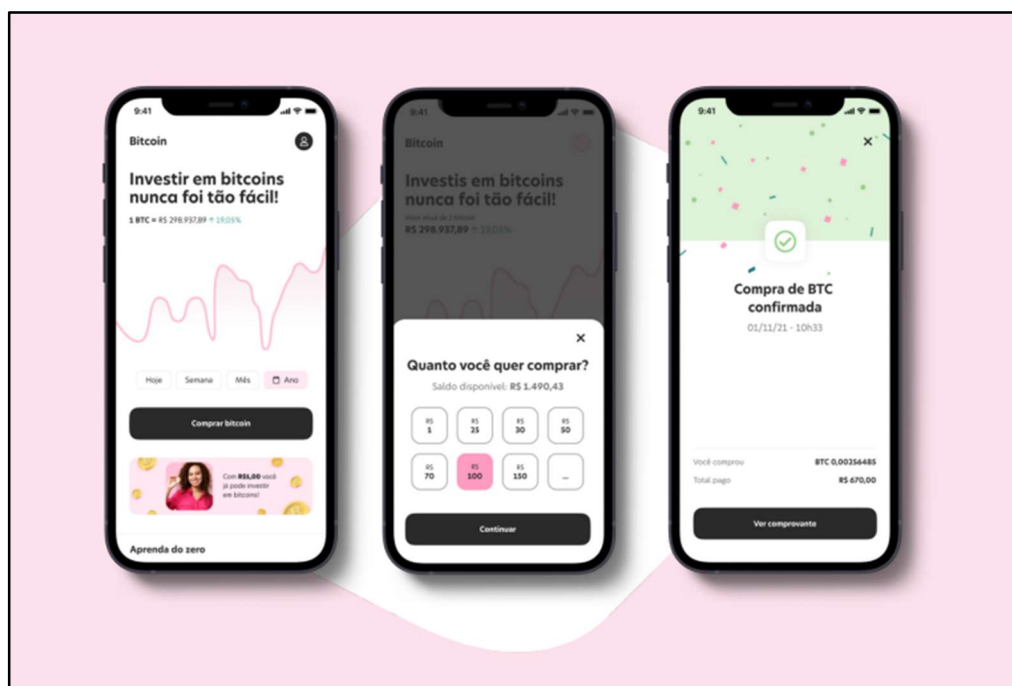 9:41
Bitcoin
Investir em bitcoins
nunca foi tão fácil!
1 BTC = R$ 298.937,89 ↑ 19,05%
Hoje
Semana
Mês
Ano
Comprar bitcoin
Com R$1,00 você
já pode investir
em bitcoins!
Aprenda do zero
9:41
Bitcoin
Investis em bitcoins
nunca foi tão fácil!
R$ 298.937,89 ↑ 19,05%
Quanto você quer comprar?
Saldo disponível: R$ 1.490,43
R$
1
R$
25
R$
30
R$
50
R$
70
R$
100
R$
150
...
Continuar
9:41
Compra de BTC
confirmada
01/11/21 - 10h33
Você comprou BTC 0,00256485
Total pago R$ 670,00
Ver comprovante